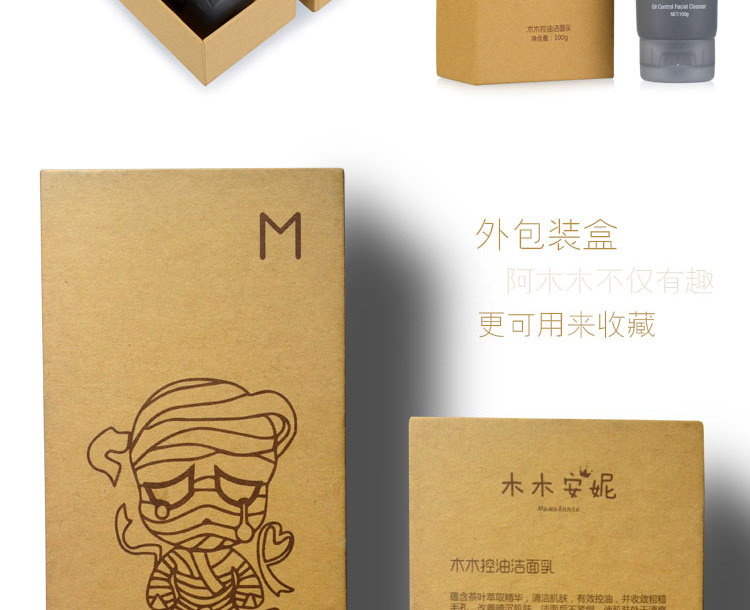 Oil Control Facial Cleanser
NET:100g
木木控油洁面乳
净含量：100g
M
外包装盒
阿木木不仅有趣
更可用来收藏
木木安妮
木木控油洁面乳
蕴含茶叶萃取精华，清洁肌肤，有效控油，并收敛粗糙